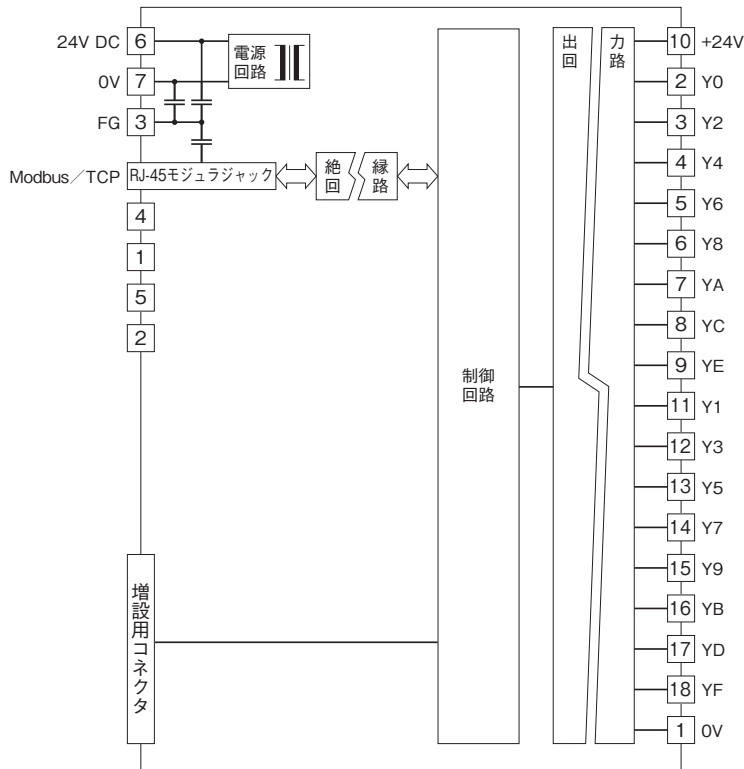 24V DC 6
0V 7
FG 3
電源
回路
Modbus／TCP RJ-45モジュラジャック
絶 縁
回 路
4
1
5
2
増設用コネクタ
制御
回路
出 力
回 路
10 +24V
2 Y0
3 Y2
4 Y4
5 Y6
6 Y8
7 YA
8 YC
9 YE
11 Y1
12 Y3
13 Y5
14 Y7
15 Y9
16 YB
17 YD
18 YF
1 0V